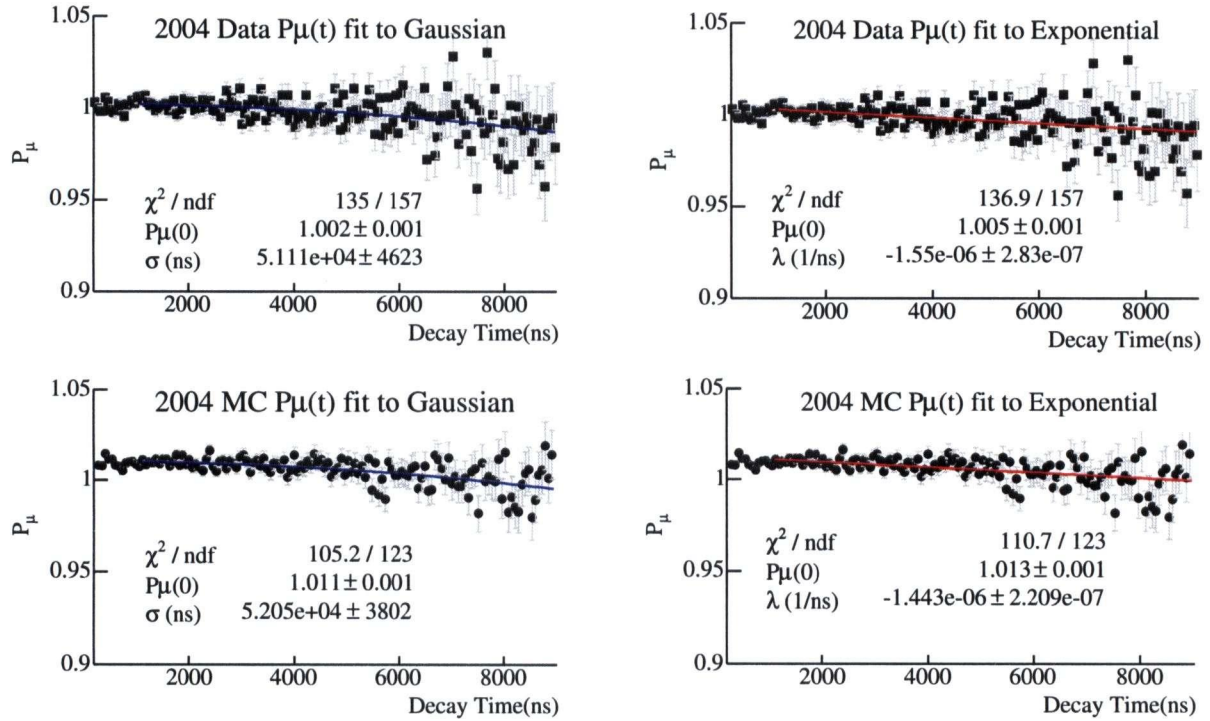 2004 Data Pμ(t) fit to Gaussian
1.05
1
0.95
0.9
Pμ
χ² / ndf 135 / 157
Pμ(0) 1.002 ± 0.001
σ (ns) 5.111e+04 ± 4623
2000 4000 6000 8000
Decay Time(ns)
2004 Data Pμ(t) fit to Exponential
1.05
1
0.95
0.9
Pμ
χ² / ndf 136.9 / 157
Pμ(0) 1.005 ± 0.001
λ (1/ns) -1.55e-06 ± 2.83e-07
2000 4000 6000 8000
Decay Time(ns)
2004 MC Pμ(t) fit to Gaussian
1.05
1
0.95
0.9
Pμ
χ² / ndf 105.2 / 123
Pμ(0) 1.011 ± 0.001
σ (ns) 5.205e+04 ± 3802
2000 4000 6000 8000
Decay Time(ns)
2004 MC Pμ(t) fit to Exponential
1.05
1
0.95
0.9
Pμ
χ² / ndf 110.7 / 123
Pμ(0) 1.013 ± 0.001
λ (1/ns) -1.443e-06 ± 2.209e-07
2000 4000 6000 8000
Decay Time(ns)